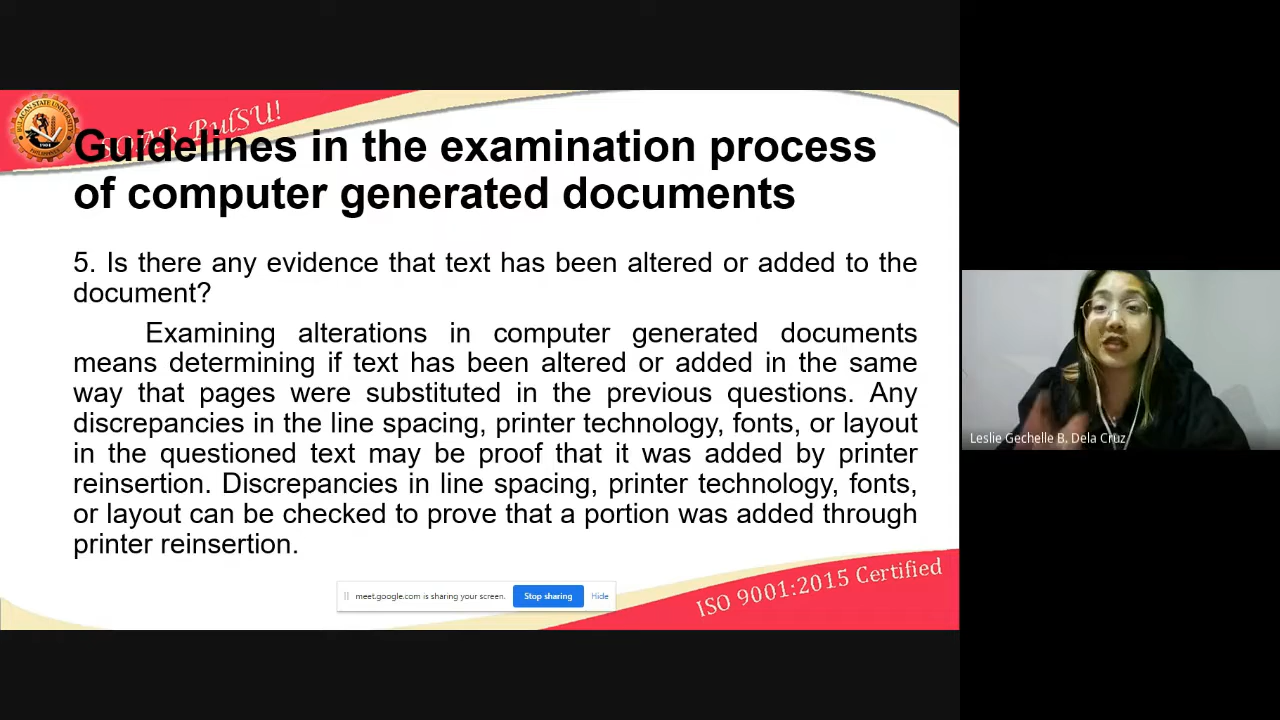 SOAR BulSU!
BULACAN STATE UNIVERSITY
PHILIPPINES
Guidelines in the examination process
of computer generated documents
5. Is there any evidence that text has been altered or added to the
document?
Examining alterations in computer generated documents
means determining if text has been altered or added in the same
way that pages were substituted in the previous questions. Any
discrepancies in the line spacing, printer technology, fonts, or layout
in the questioned text may be proof that it was added by printer
reinsertion. Discrepancies in line spacing, printer technology, fonts,
or layout can be checked to prove that a portion was added through
printer reinsertion.
meet.google.com is sharing your screen.
Stop sharing
Hide
ISO 9001:2015 Certified
Leslie Gechelle B. Dela Cruz